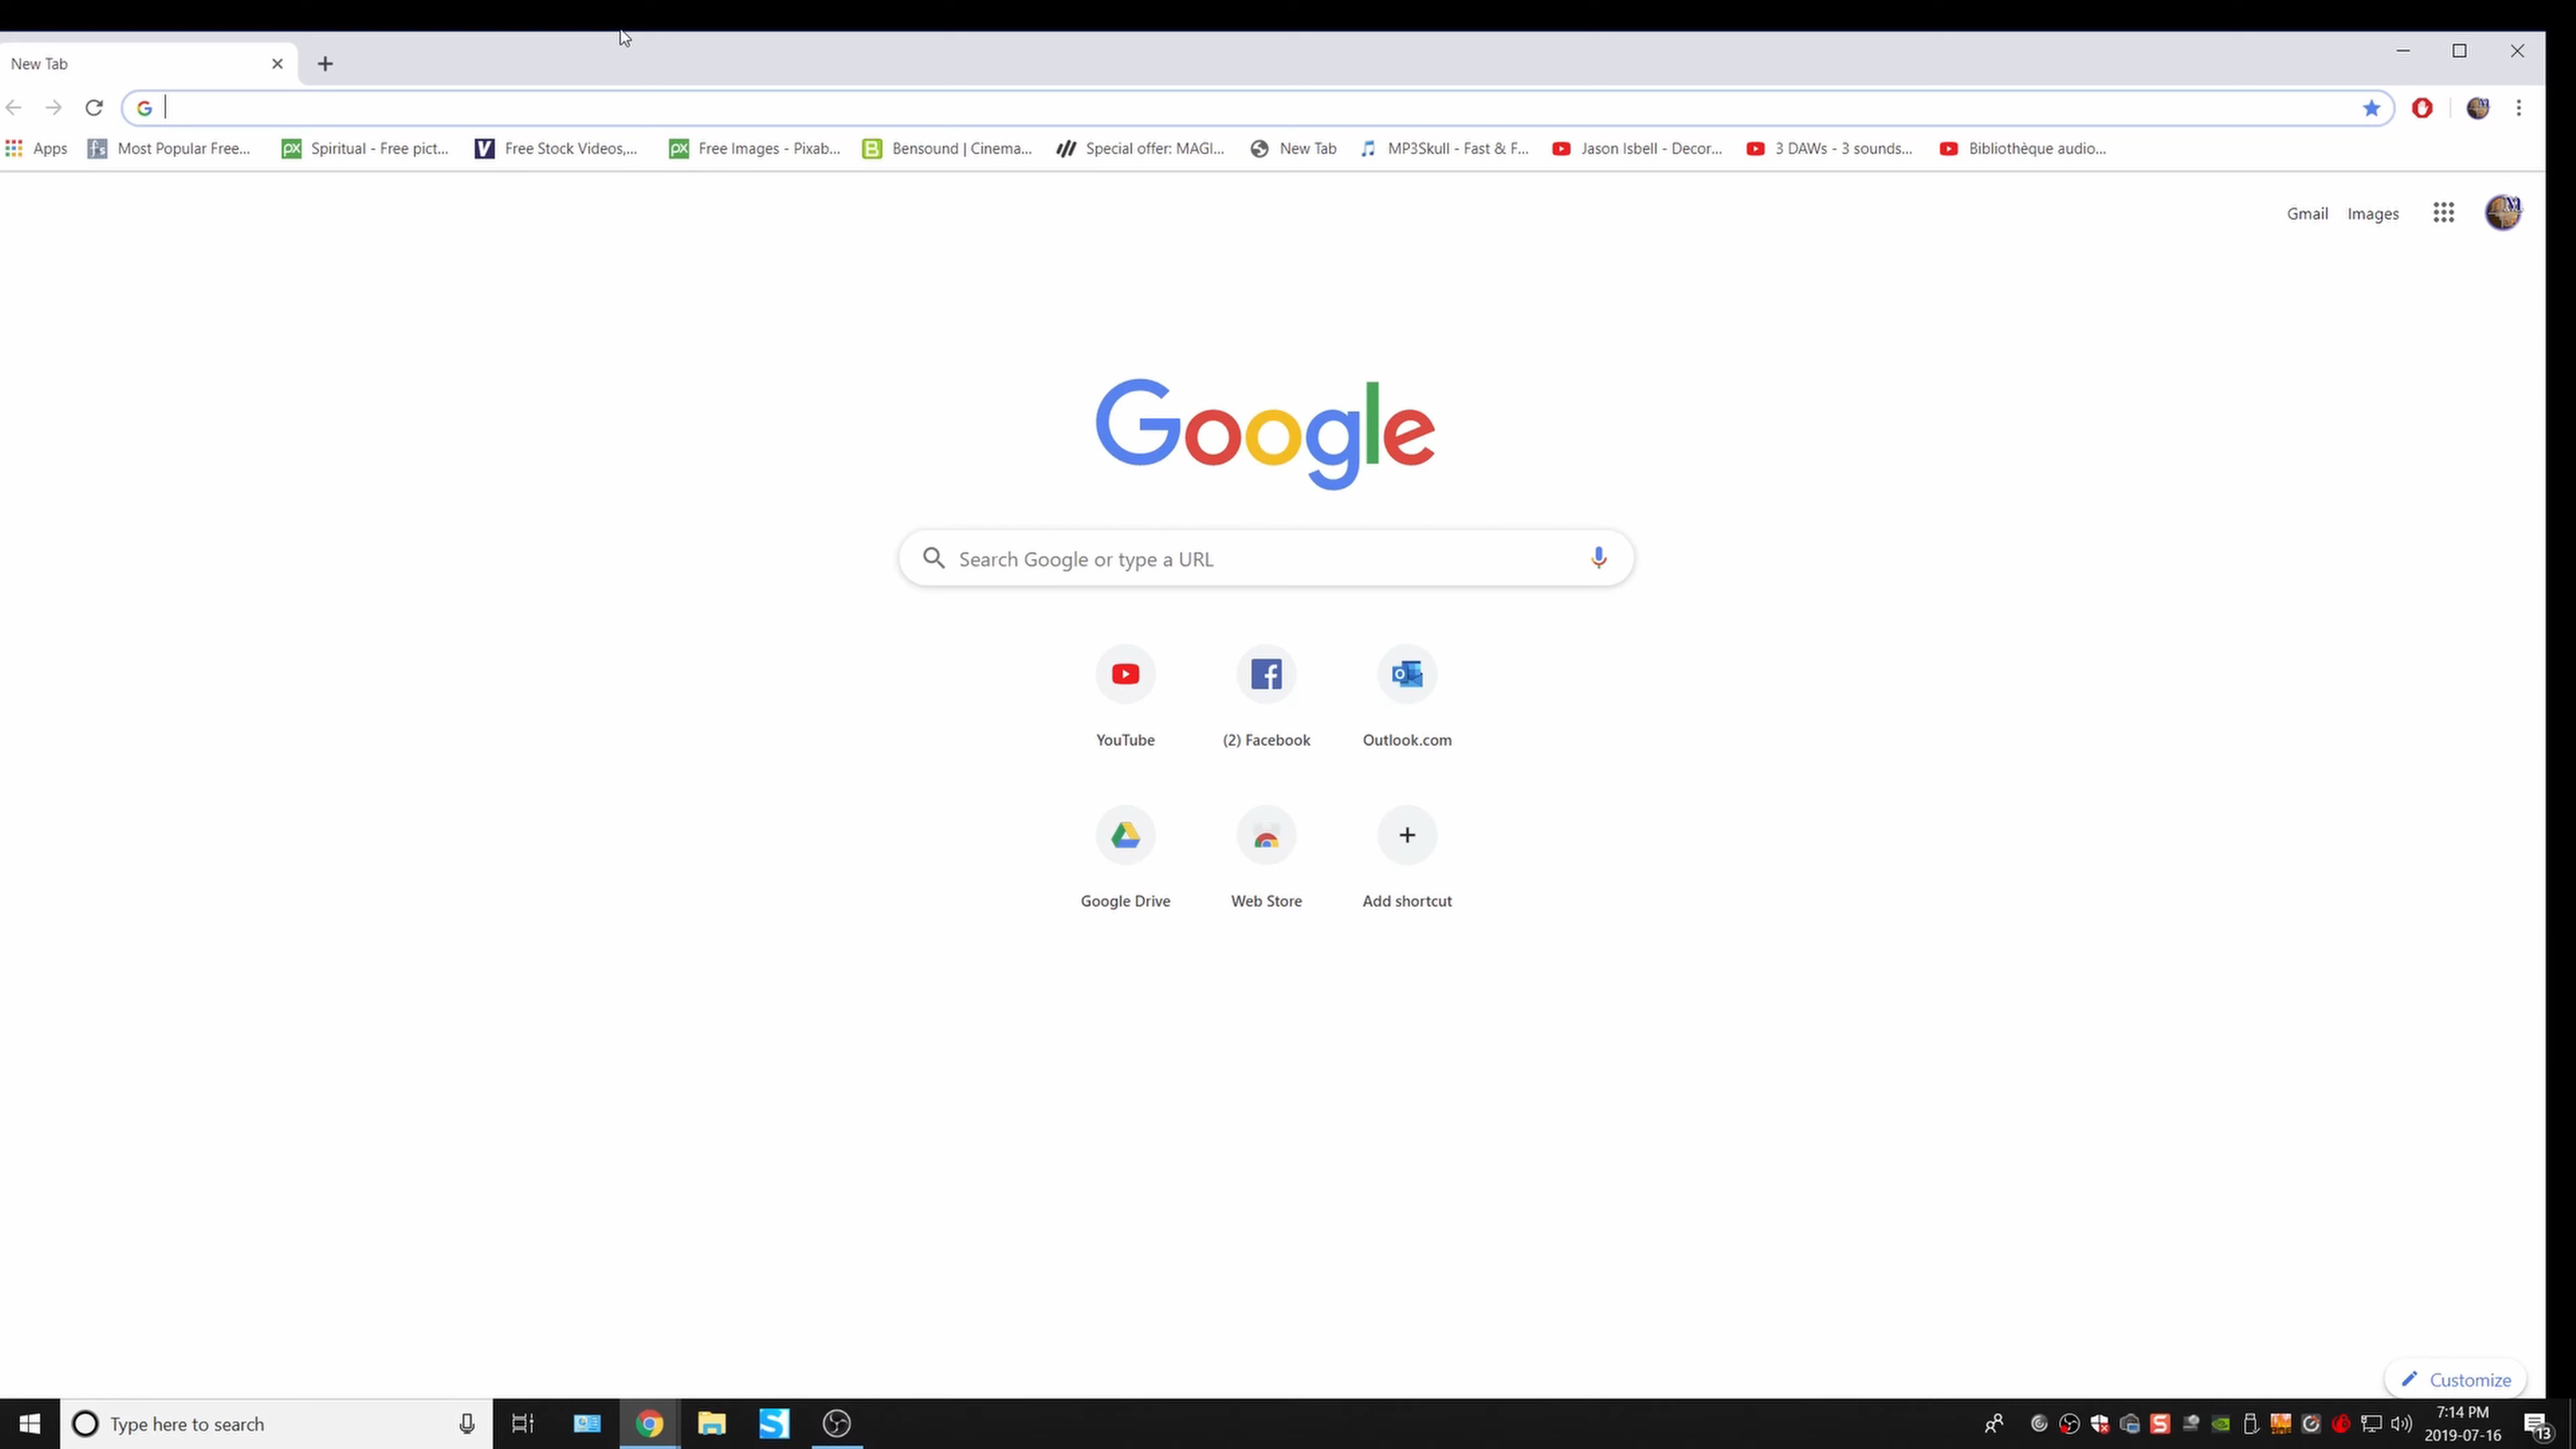 New Tab
Apps
Most Popular Free...
Spiritual - Free pict...
Free Stock Videos,...
Free Images - Pixab...
Bensound | Cinema...
Special offer: MAGI...
New Tab
MP3Skull - Fast & F...
Jason Isbell - Decor...
3 DAWs - 3 sounds...
Bibliothèque audio...
Gmail
Images
Google
Search Google or type a URL
YouTube
(2) Facebook
Outlook.com
Google Drive
Web Store
Add shortcut
Customize
Type here to search
7:14 PM
2019-07-16
13